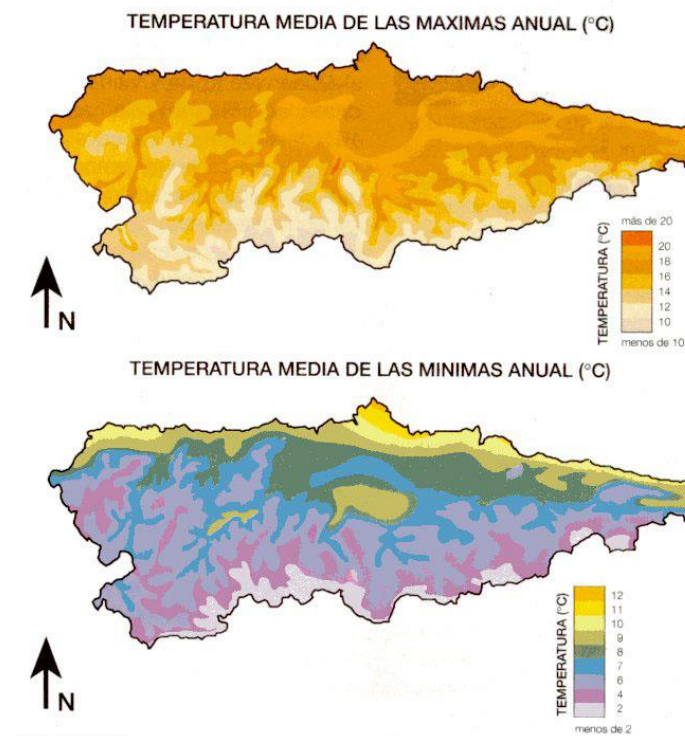 TEMPERATURA MEDIA DE LAS MAXIMAS ANUAL (°C)
TEMPERATURA (°C)
más de 20
20
18
16
14
12
10
menos de 10
N
TEMPERATURA MEDIA DE LAS MINIMAS ANUAL (°C)
TEMPERATURA (°C)
12
11
10
9
8
7
6
4
2
menos de 2
N